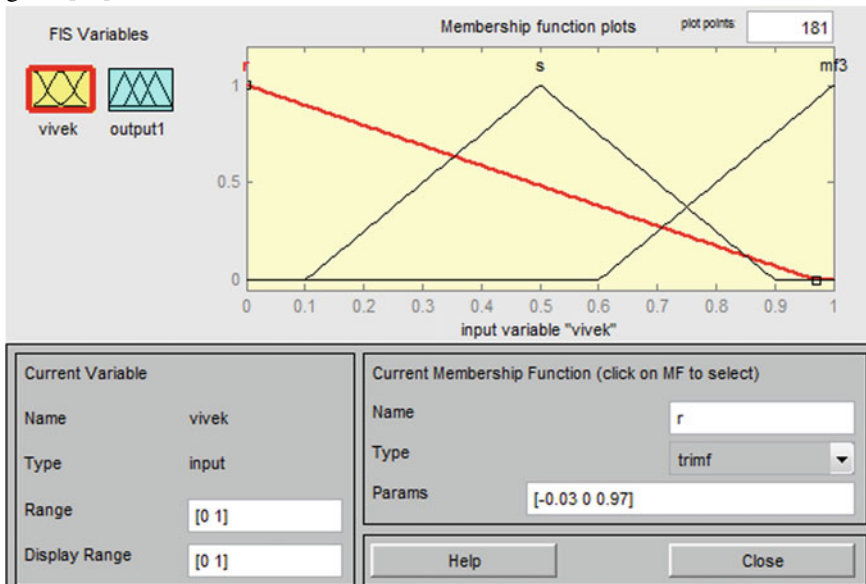 FIS Variables
vivek
output1
Membership function plots
plot points:
181
r
s
mf3
1
0.5
0
0 0.1 0.2 0.3 0.4 0.5 0.6 0.7 0.8 0.9 1
input variable "vivek"
Current Variable
Name vivek
Type input
Range [0 1]
Display Range [0 1]
Current Membership Function (click on MF to select)
Name r
Type trimf
Params [-0.03 0 0.97]
Help
Close